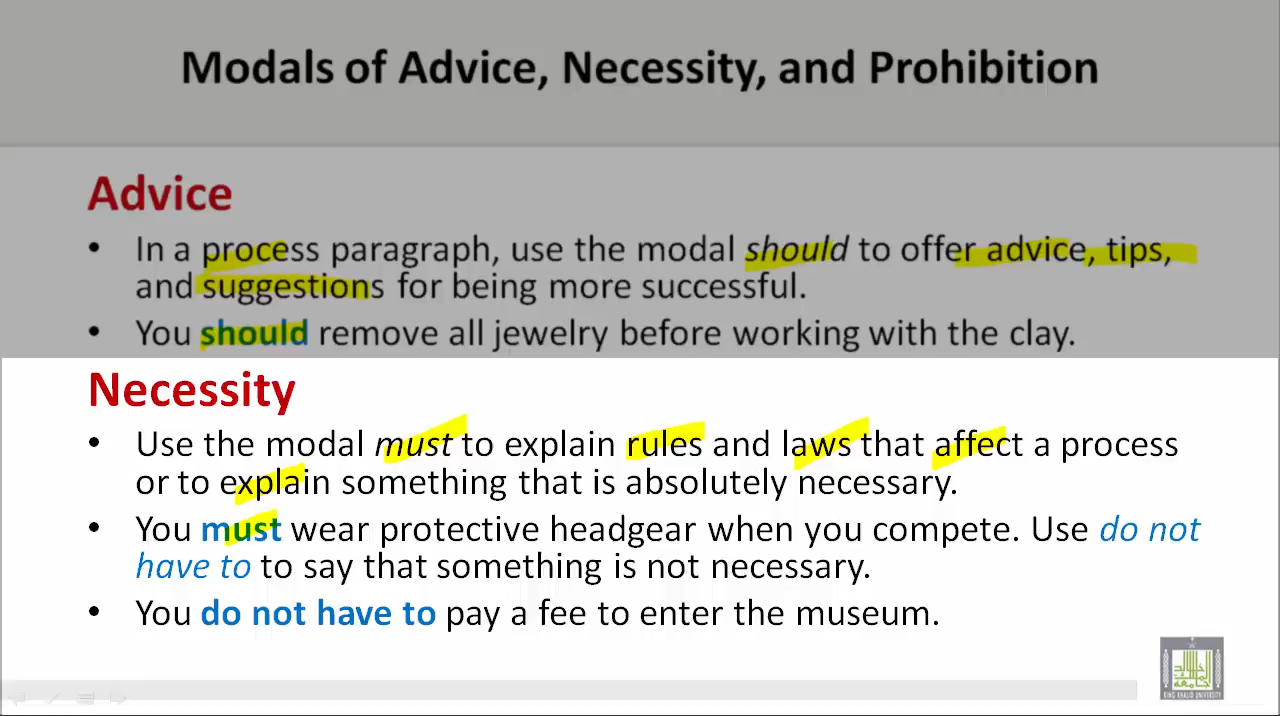 Modals of Advice, Necessity, and Prohibition
Advice
• In a process paragraph, use the modal should to offer advice, tips,
and suggestions for being more successful.
• You should remove all jewelry before working with the clay.
Necessity
• Use the modal must to explain rules and laws that affect a process
or to explain something that is absolutely necessary.
• You must wear protective headgear when you compete. Use do not
have to to say that something is not necessary.
• You do not have to pay a fee to enter the museum.
KING KHALID UNIVERSITY